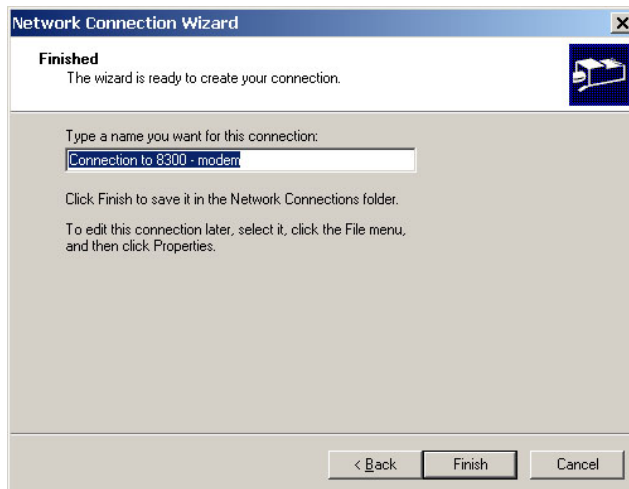 Network Connection Wizard
Finished
The wizard is ready to create your connection.
Type a name you want for this connection:
Connection to 8300 - modem
Click Finish to save it in the Network Connections folder.
To edit this connection later, select it, click the File menu,
and then click Properties.
< Back Finish Cancel